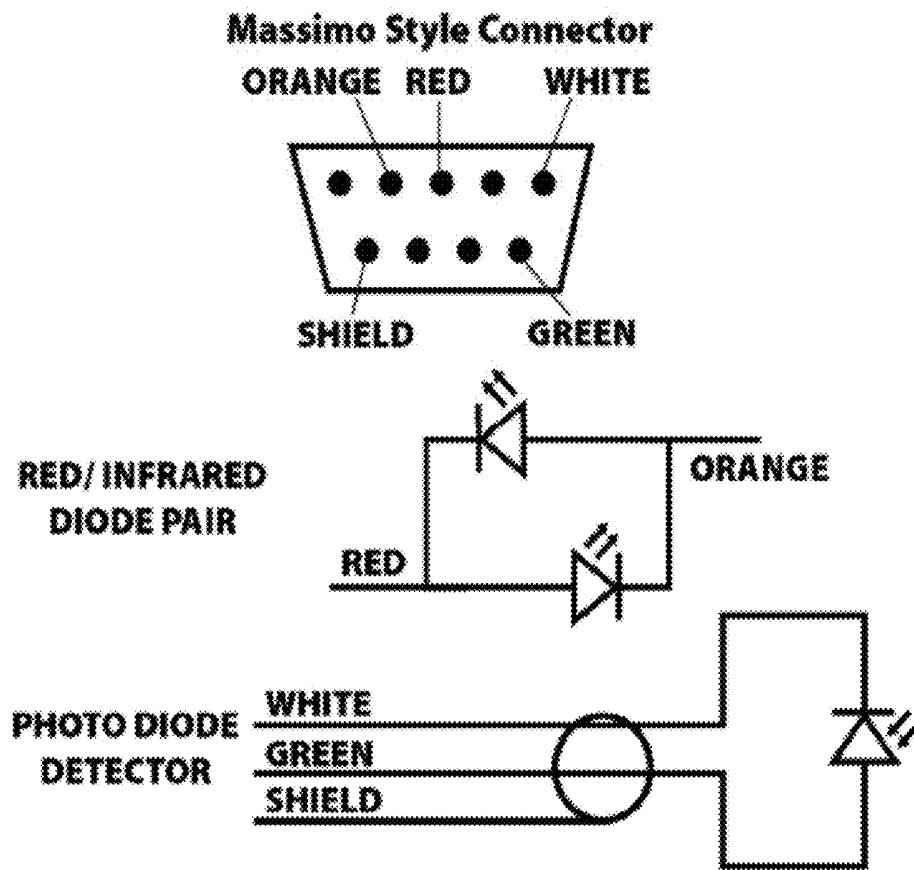 Massimo Style Connector
ORANGE RED WHITE
SHIELD GREEN
RED/ INFRARED
DIODE PAIR
ORANGE
RED
PHOTO DIODE
DETECTOR
WHITE
GREEN
SHIELD